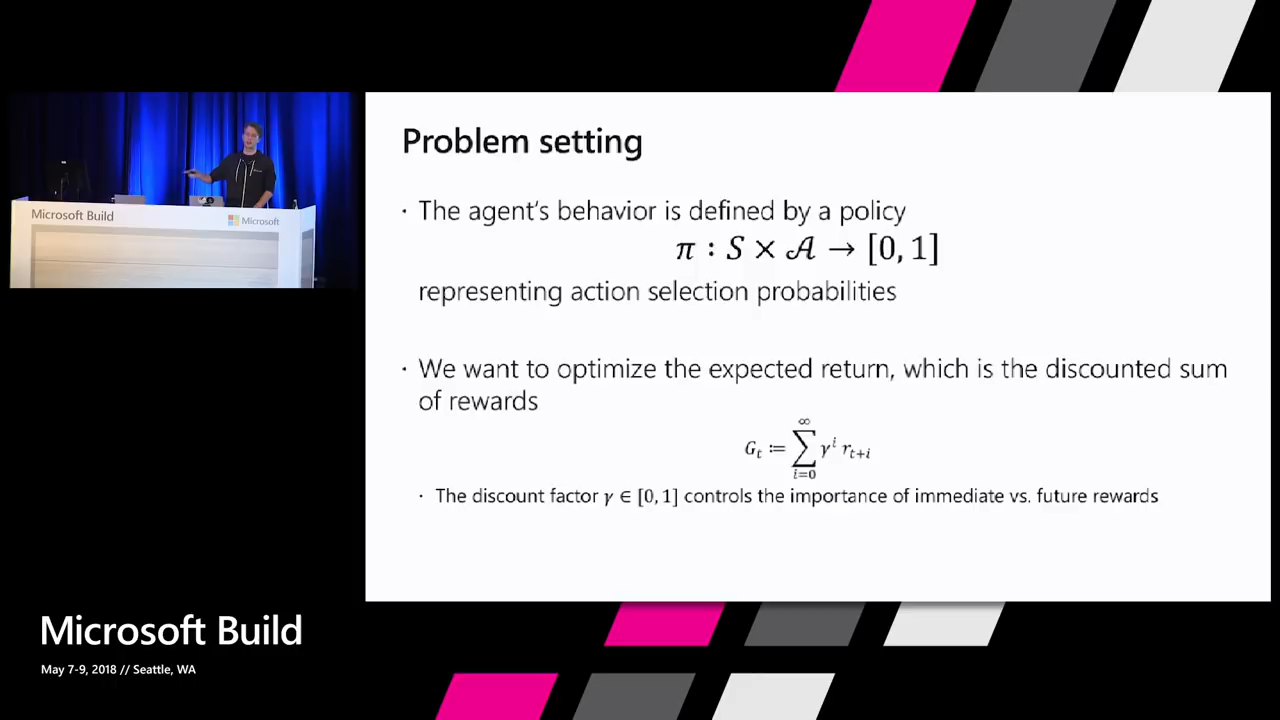 Problem setting
· The agent's behavior is defined by a policy
π : S × 𝒜 → [0, 1]
representing action selection probabilities
· We want to optimize the expected return, which is the discounted sum
of rewards
G_t ≔ ∑_{i=0}^{∞} γ^i r_{t+i}
· The discount factor γ ∈ [0, 1] controls the importance of immediate vs. future rewards
Microsoft Build
Microsoft
Microsoft Build
May 7-9, 2018 // Seattle, WA